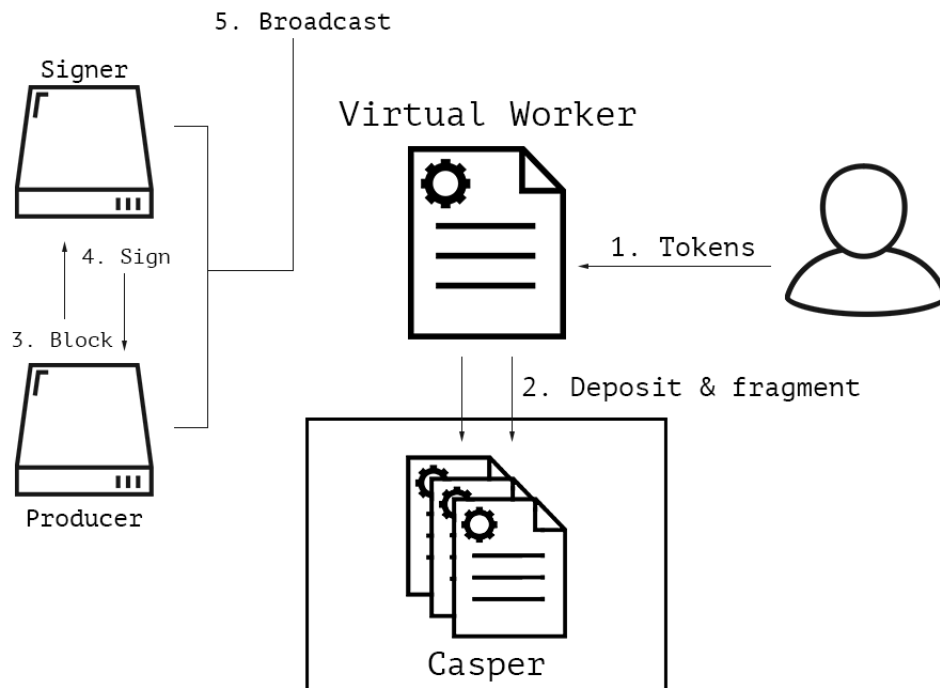 5. Broadcast
Signer
Virtual Worker
4. Sign
1. Tokens
3. Block
2. Deposit & fragment
Producer
Casper